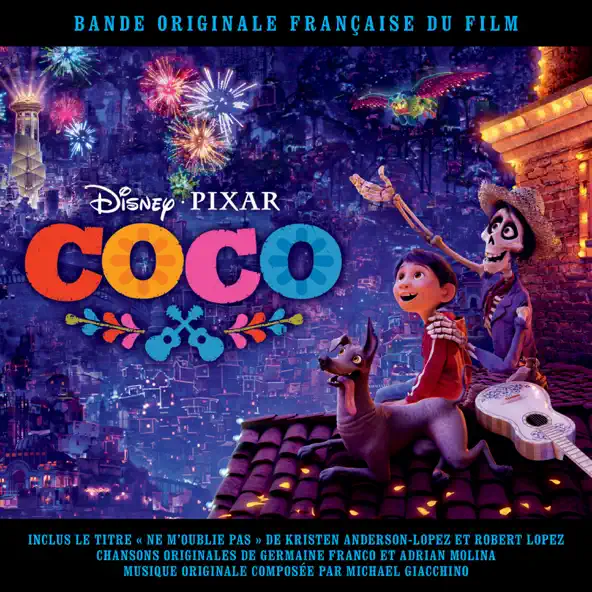 BANDE ORIGINALE FRANÇAISE DU FILM
DISNEY · PIXAR
COCO
INCLUS LE TITRE « NE M'OUBLIE PAS » DE KRISTEN ANDERSON-LOPEZ ET ROBERT LOPEZ
CHANSONS ORIGINALES DE GERMAINE FRANCO ET ADRIAN MOLINA
MUSIQUE ORIGINALE COMPOSÉE PAR MICHAEL GIACCHINO